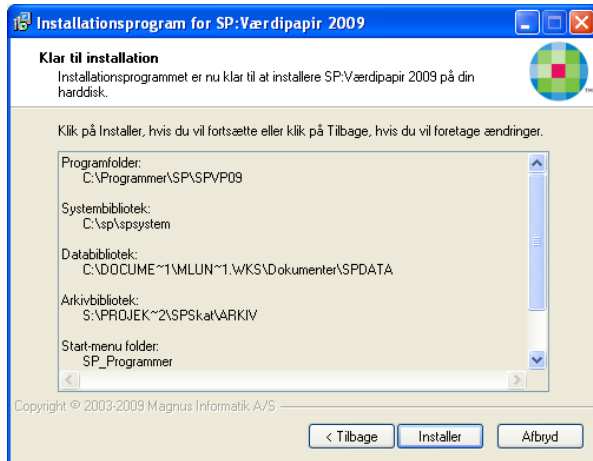 Installationsprogram for SP:Værdipapir 2009
Klar til installation
Installationsprogrammet er nu klar til at installere SP:Værdipapir 2009 på din
harddisk.
TM
Klik på Installer, hvis du vil fortsætte eller klik på Tilbage, hvis du vil foretage ændringer.
Programfolder:
C:\Programmer\SP\SPVP09
Systembibliotek:
C:\sp\spsystem
Databibliotek:
C:\DOCUME~1\MLUN~1.WKS\Dokumenter\SPDATA
Arkivbibliotek:
S:\PROJEK~2\SPSkat\ARKIV
Start-menu folder:
SP_Programmer
Copyright © 2003-2009 Magnus Informatik A/S
< Tilbage
Installer
Afbryd